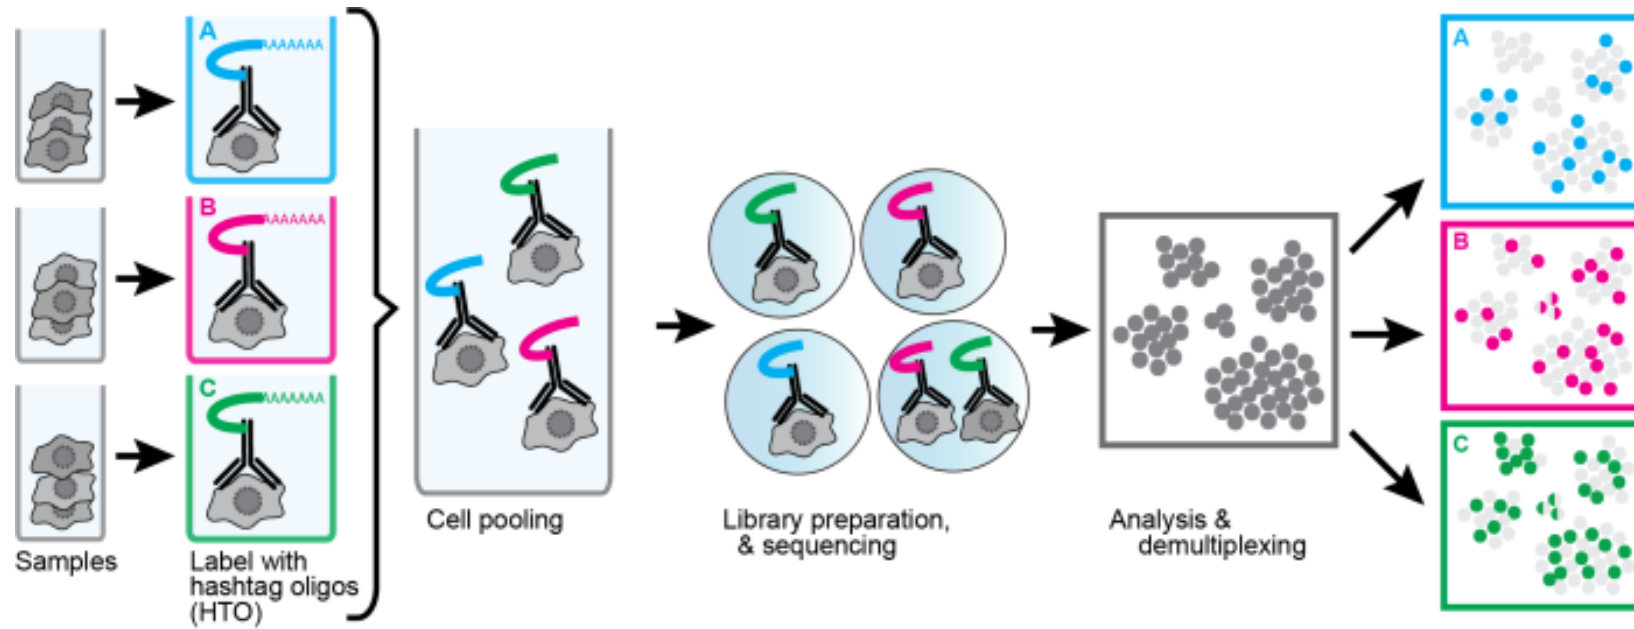 A
AAAAAAA
B
AAAAAAA
C
AAAAAAA
Samples
Label with
hashtag oligos
(HTO)
Cell pooling
Library preparation,
& sequencing
Analysis &
demultiplexing
A
B
C